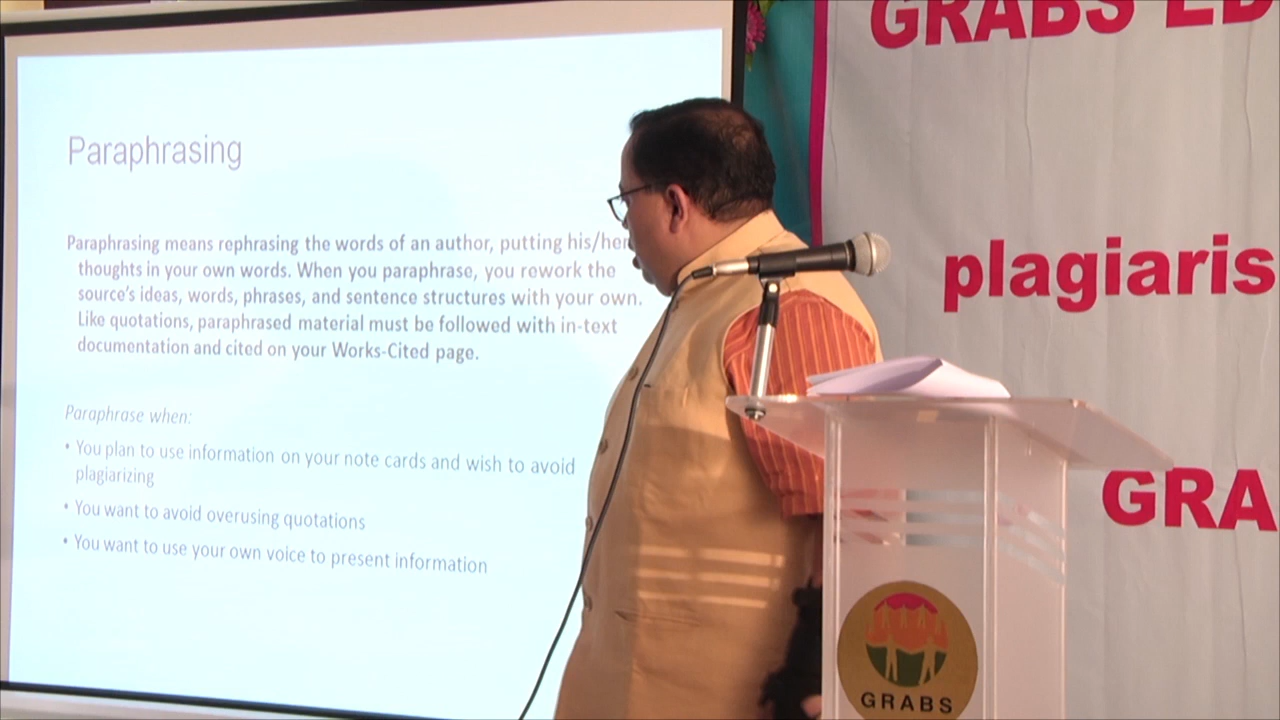 Paraphrasing
Paraphrasing means rephrasing the words of an author, putting his/her
thoughts in your own words. When you paraphrase, you rework the
source's ideas, words, phrases, and sentence structures with your own.
Like quotations, paraphrased material must be followed with in-text
documentation and cited on your Works-Cited page.
Paraphrase when:
• You plan to use information on your note cards and wish to avoid
plagiarizing
• You want to avoid overusing quotations
• You want to use your own voice to present information
GRABS ED
plagiaris
GRA
GRABS